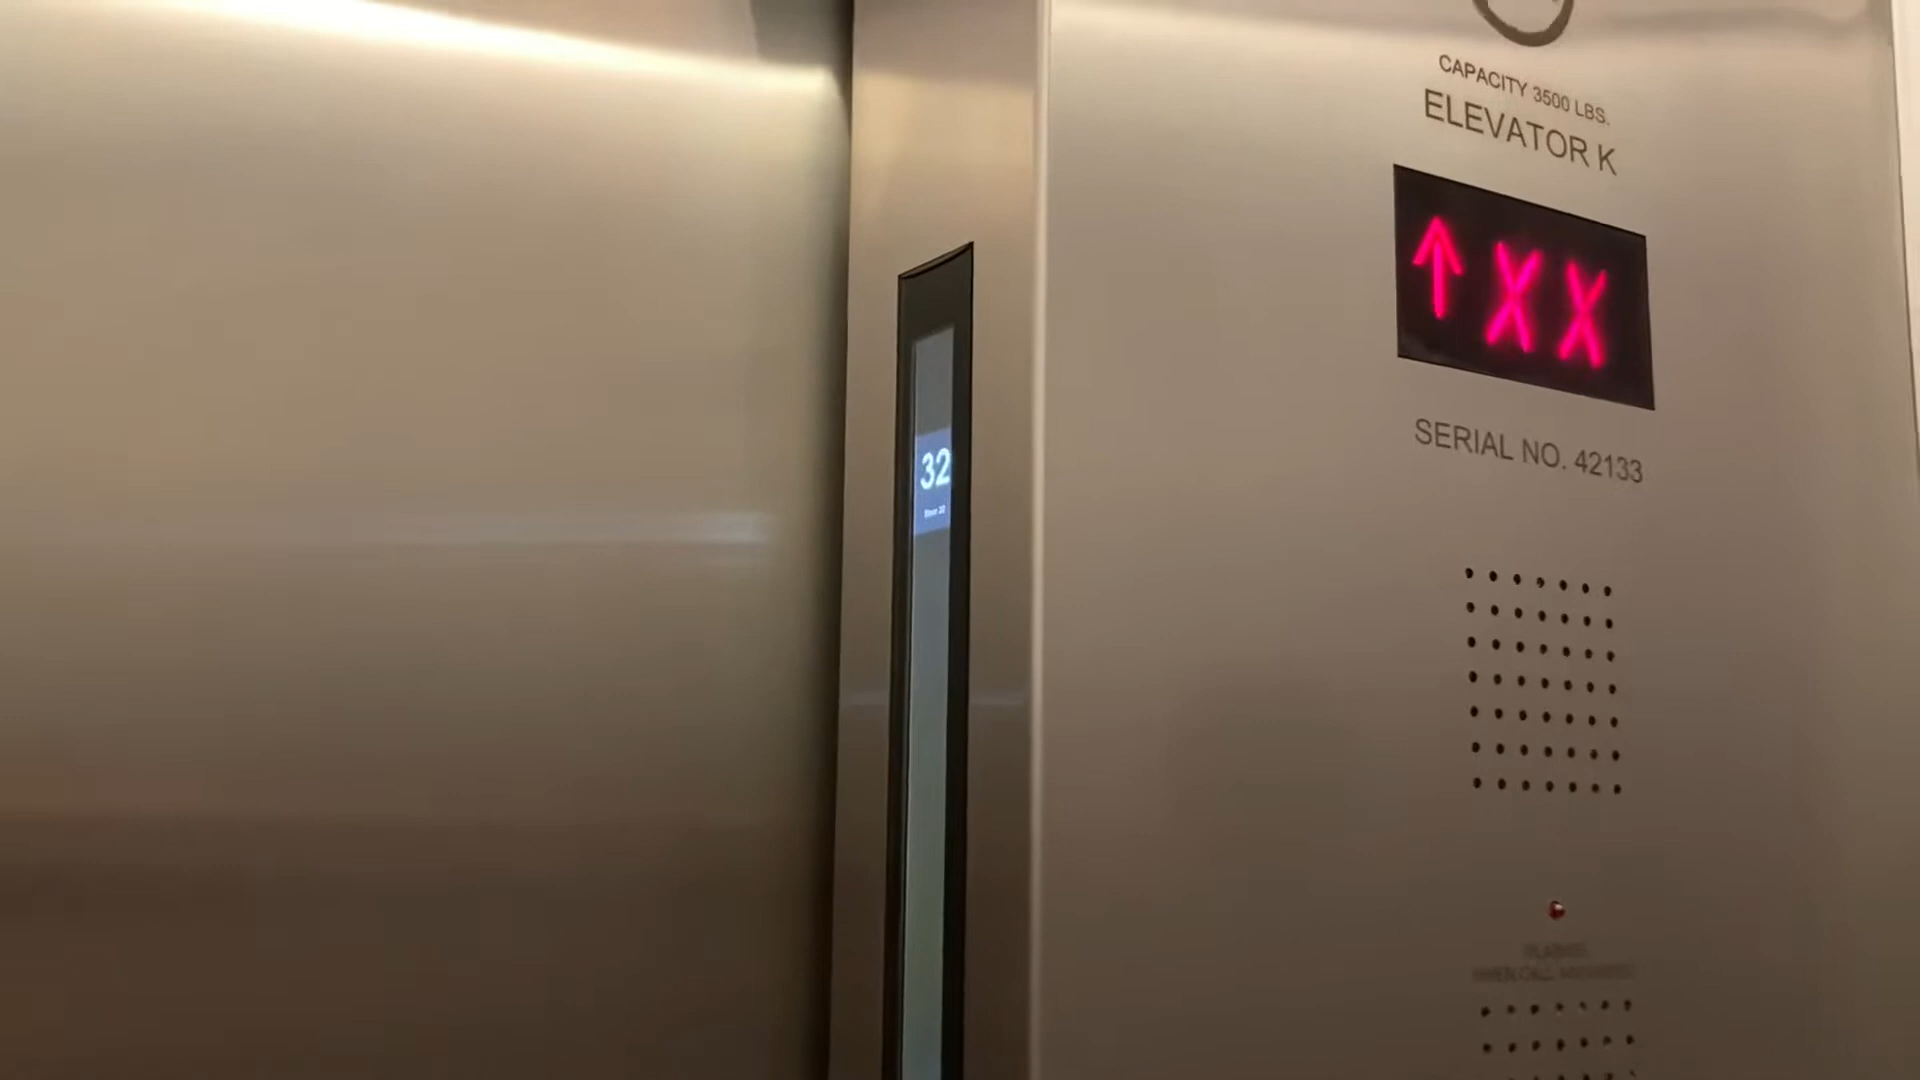 CAPACITY 3500 LBS.
ELEVATOR K
↑ XX
SERIAL NO. 42133
32